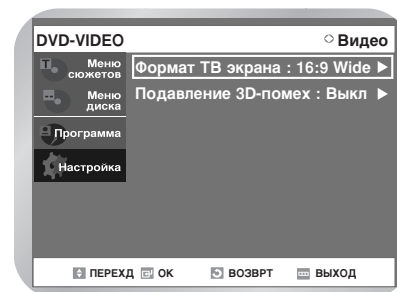 DVD-VIDEO
Видео
Меню
сюжетов
Формат ТВ экрана : 16:9 Wide
Меню
диска
Подавление 3D-помех : Выкл
Программа
Настройка
ПЕРЕХД ОК ВОЗВРТ ВЫХОД